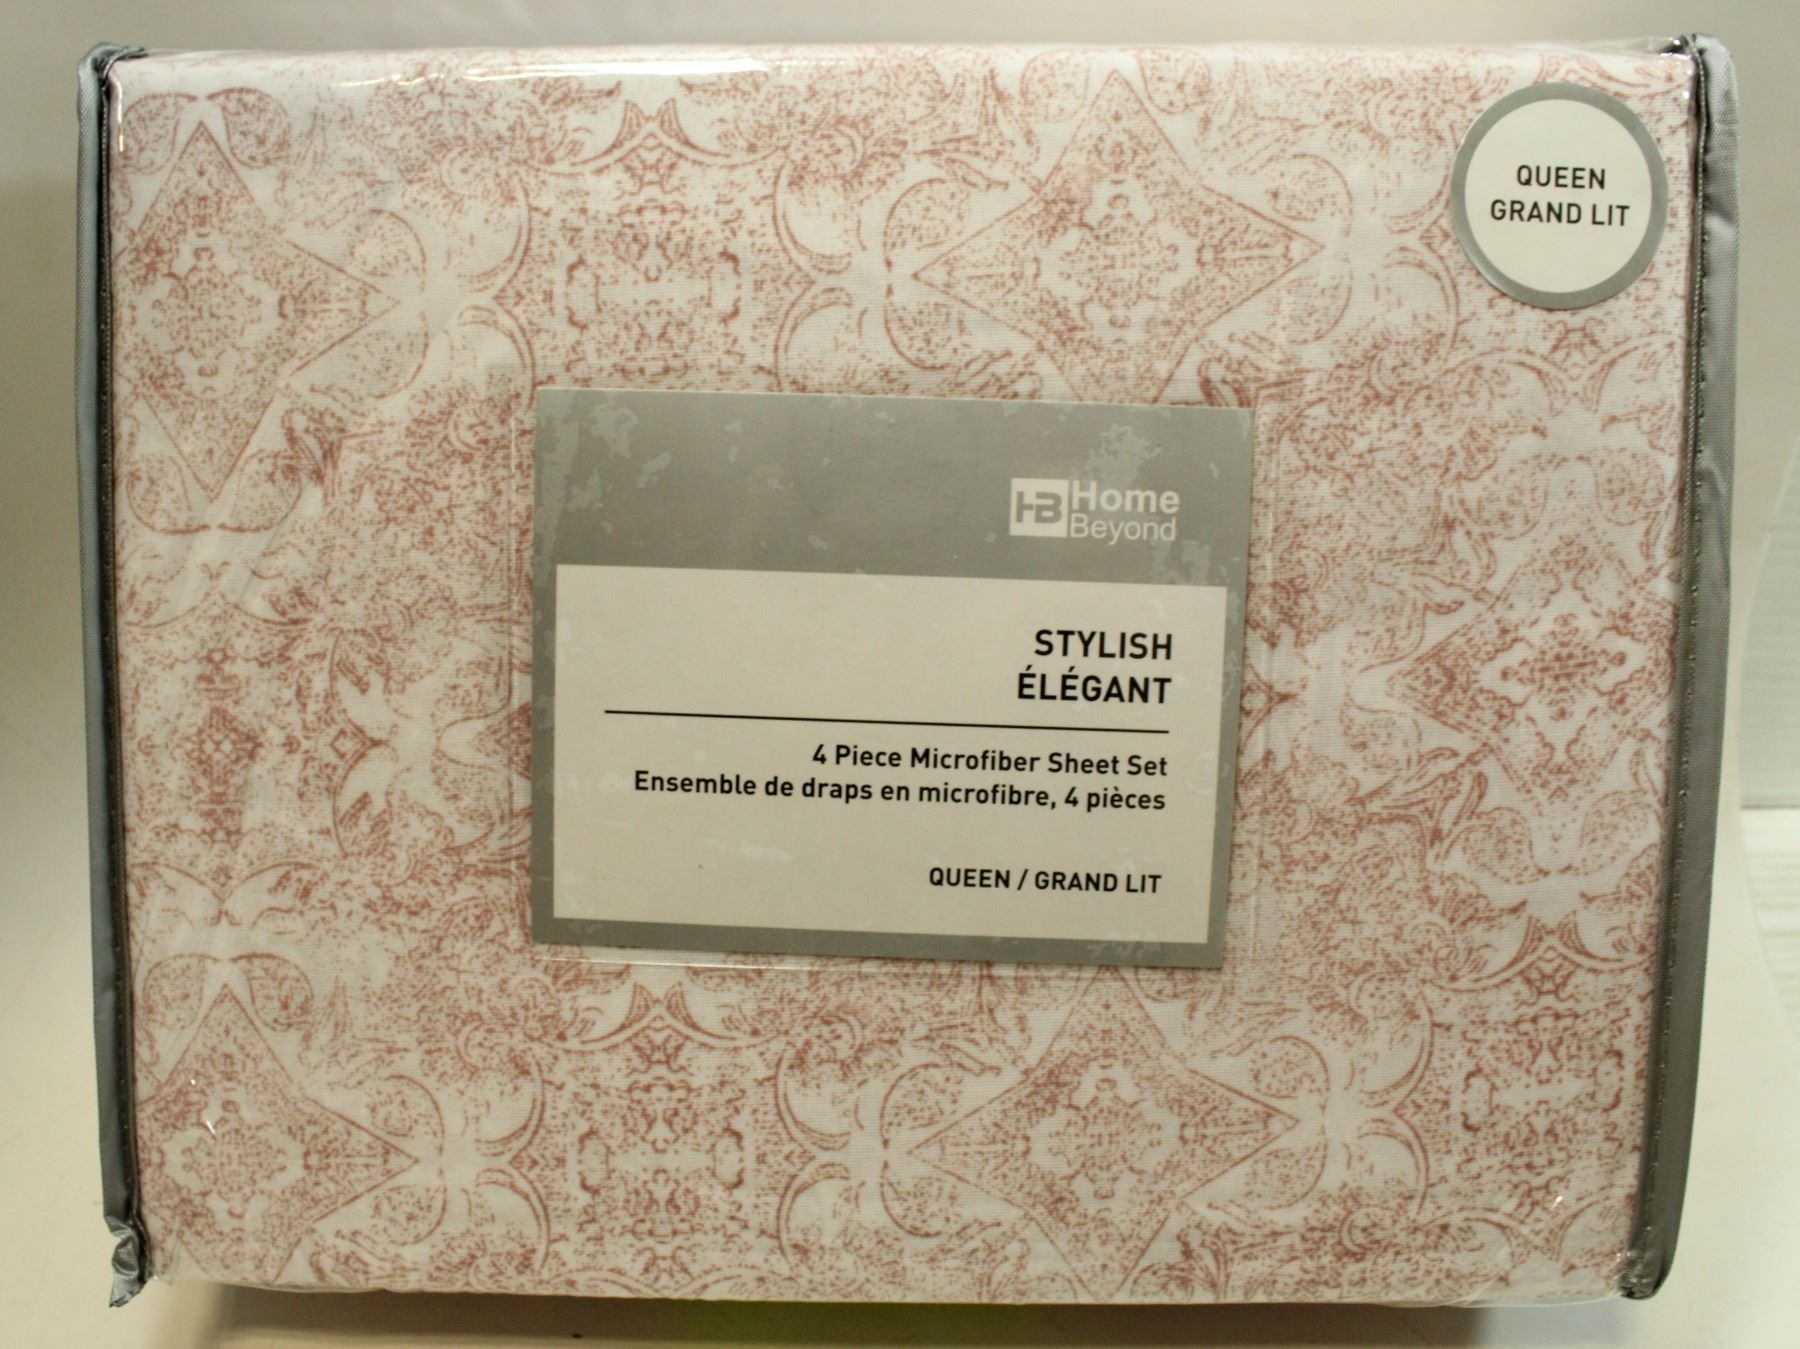 QUEEN
GRAND LIT
HB Home
Beyond
STYLISH
ÉLÉGANT
4 Piece Microfiber Sheet Set
Ensemble de draps en microfibre, 4 pièces
QUEEN / GRAND LIT